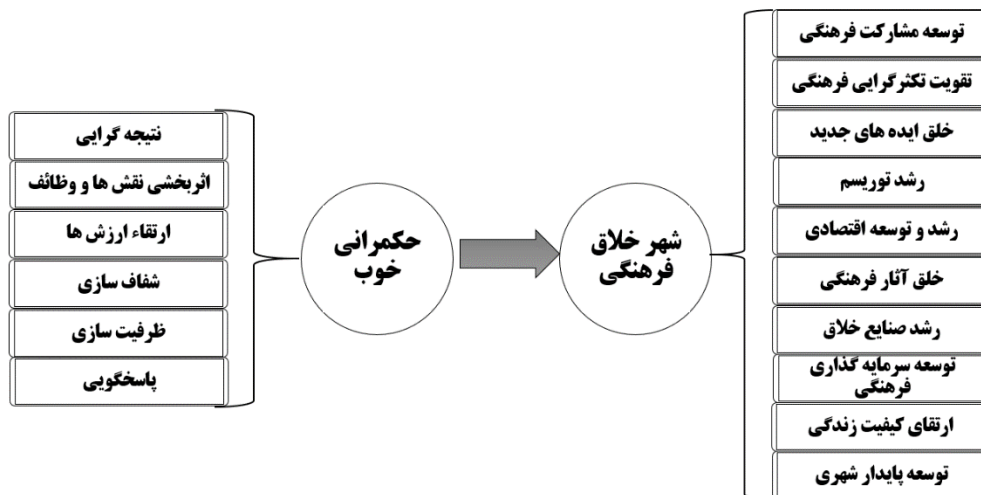 توسعه مشارکت فرهنگی
تقویت تکثرگرایی فرهنگی
خلق ایده های جدید
رشد توریسم
رشد و توسعه اقتصادی
خلق آثار فرهنگی
رشد صنایع خلاق
توسعه سرمایه گذاری
فرهنگی
ارتقای کیفیت زندگی
توسعه پایدار شهری
شهر خلاق
فرهنگی
حکمرانی
خوب
نتیجه گرایی
اثربخشی نقش ها و وظائف
ارتقاء ارزش ها
شفاف سازی
ظرفیت سازی
پاسخگویی